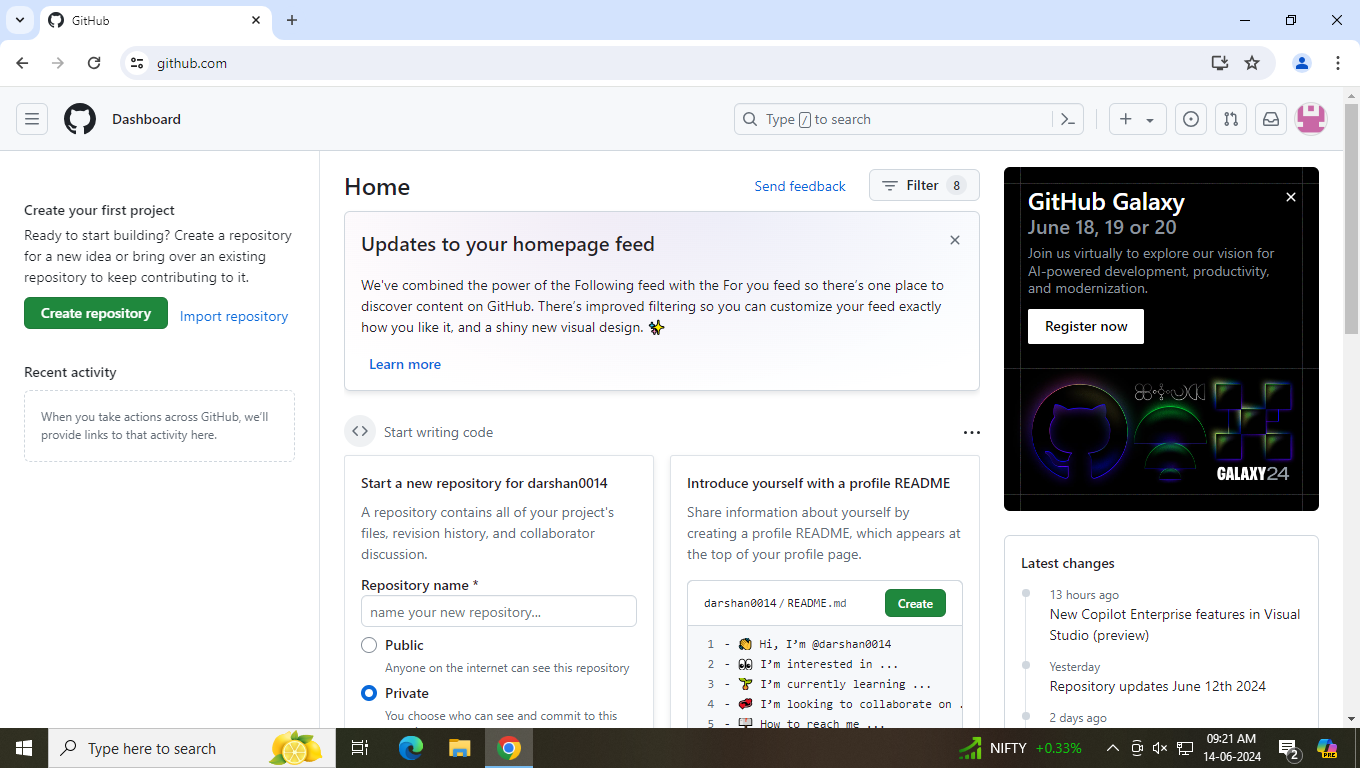 GitHub
github.com
Dashboard
Type / to search
Create your first project
Ready to start building? Create a repository
for a new idea or bring over an existing
repository to keep contributing to it.
Create repository
Import repository
Recent activity
When you take actions across GitHub, we’ll
provide links to that activity here.
Home
Send feedback
Filter 8
Updates to your homepage feed
We've combined the power of the Following feed with the For you feed so there’s one place to
discover content on GitHub. There’s improved filtering so you can customize your feed exactly
how you like it, and a shiny new visual design. ✨
Learn more
Start writing code
Start a new repository for darshan0014
A repository contains all of your project's
files, revision history, and collaborator
discussion.
Repository name *
name your new repository...
Public
Anyone on the internet can see this repository
Private
You choose who can see and commit to this
Introduce yourself with a profile README
Share information about yourself by
creating a profile README, which appears at
the top of your profile page.
darshan0014 / README.md
Create
1 - 👋 Hi, I’m @darshan0014
2 - 👀 I’m interested in ...
3 - 🌱 I’m currently learning ...
4 - 💞️ I’m looking to collaborate on .
5 - 📫 How to reach me ...
GitHub Galaxy
June 18, 19 or 20
Join us virtually to explore our vision for
AI-powered development, productivity,
and modernization.
Register now
GALAXY24
Latest changes
13 hours ago
New Copilot Enterprise features in Visual
Studio (preview)
Yesterday
Repository updates June 12th 2024
2 days ago
Type here to search
NIFTY +0.33%
09:21 AM
14-06-2024
2
PRE